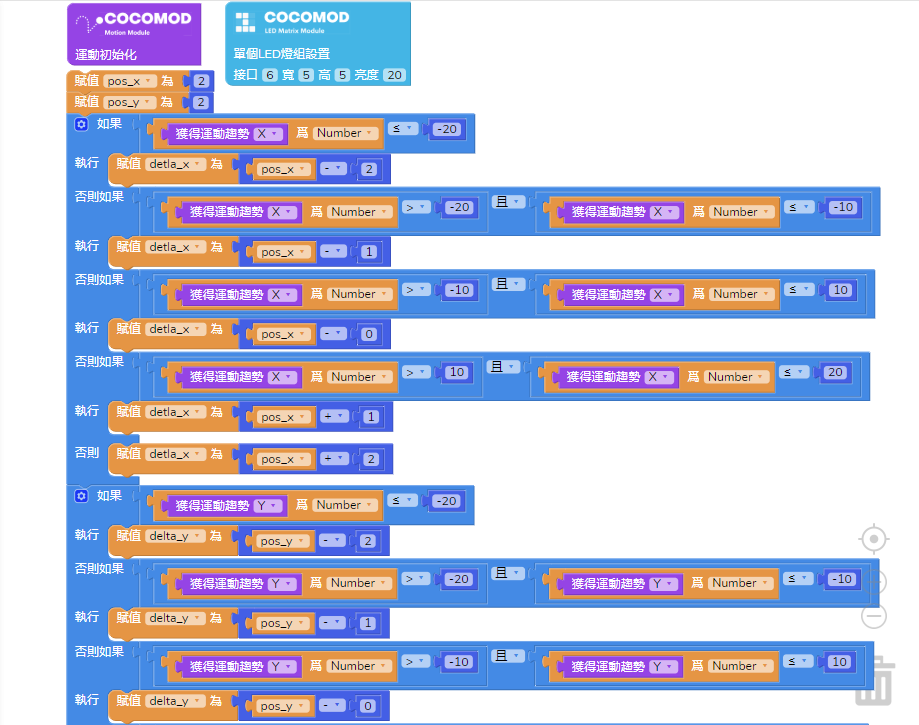 COCOMOD
Motion Module
運動初始化
COCOMOD
LED Matrix Module
單個LED燈組設置
接口 6 寬 5 高 5 亮度 20
賦值 pos_x 為 2
賦值 pos_y 為 2
如果 獲得運動趨勢 X 爲 Number ≤ -20
執行 賦值 detla_x 為 pos_x - 2
否則如果 獲得運動趨勢 X 爲 Number > -20 且 獲得運動趨勢 X 爲 Number ≤ -10
執行 賦值 detla_x 為 pos_x - 1
否則如果 獲得運動趨勢 X 爲 Number > -10 且 獲得運動趨勢 X 爲 Number ≤ 10
執行 賦值 detla_x 為 pos_x - 0
否則如果 獲得運動趨勢 X 爲 Number > 10 且 獲得運動趨勢 X 爲 Number ≤ 20
執行 賦值 detla_x 為 pos_x + 1
否則 賦值 detla_x 為 pos_x + 2
如果 獲得運動趨勢 Y 爲 Number ≤ -20
執行 賦值 delta_y 為 pos_y - 2
否則如果 獲得運動趨勢 Y 爲 Number > -20 且 獲得運動趨勢 Y 爲 Number ≤ -10
執行 賦值 delta_y 為 pos_y - 1
否則如果 獲得運動趨勢 Y 爲 Number > -10 且 獲得運動趨勢 Y 爲 Number ≤ 10
執行 賦值 delta_y 為 pos_y - 0